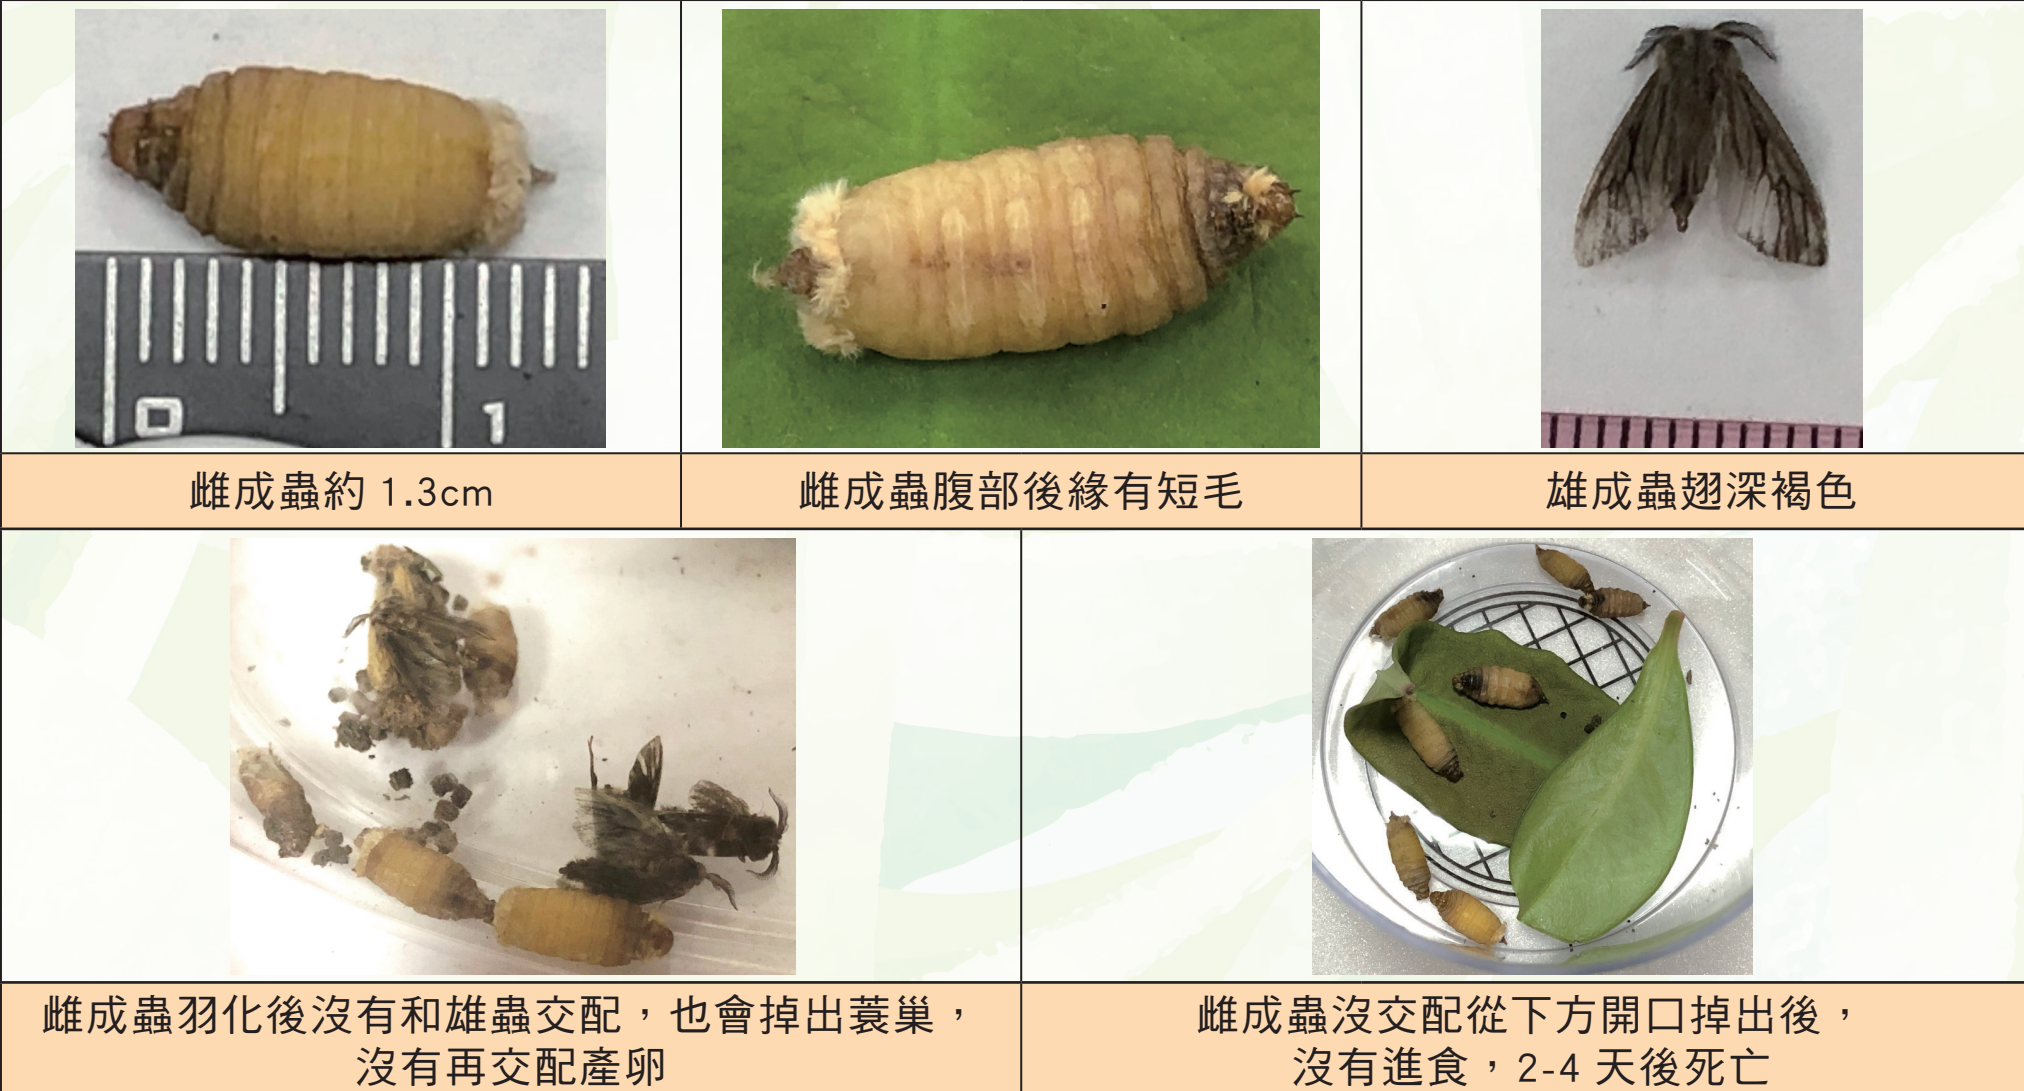 0 1
雌成蟲約 1.3cm
雌成蟲腹部後緣有短毛
雄成蟲翅深褐色
雌成蟲羽化後沒有和雄蟲交配，也會掉出蓑巢，
沒有再交配產卵
雌成蟲沒交配從下方開口掉出後，
沒有進食，2-4 天後死亡